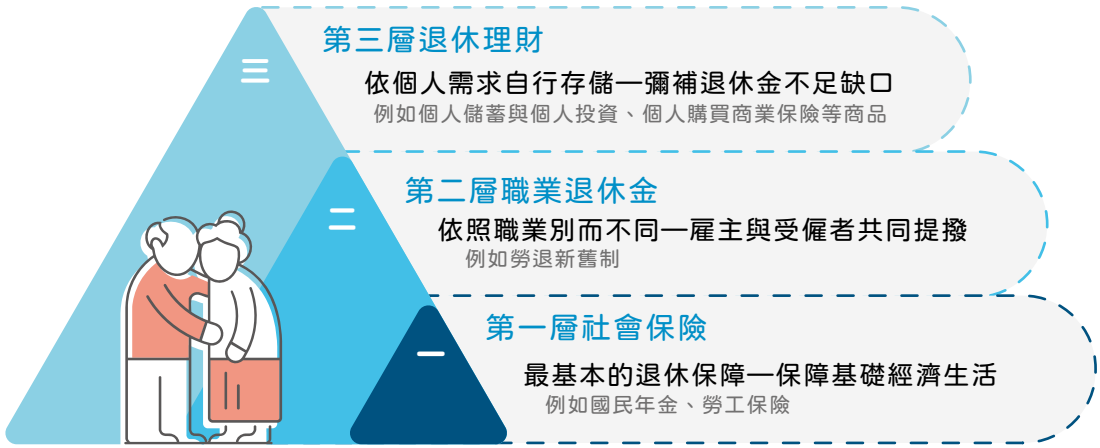 三
第三層退休理財
依個人需求自行存儲—彌補退休金不足缺口
例如個人儲蓄與個人投資、個人購買商業保險等商品
二
第二層職業退休金
依照職業別而不同—雇主與受僱者共同提撥
例如勞退新舊制
一
第一層社會保險
最基本的退休保障—保障基礎經濟生活
例如國民年金、勞工保險